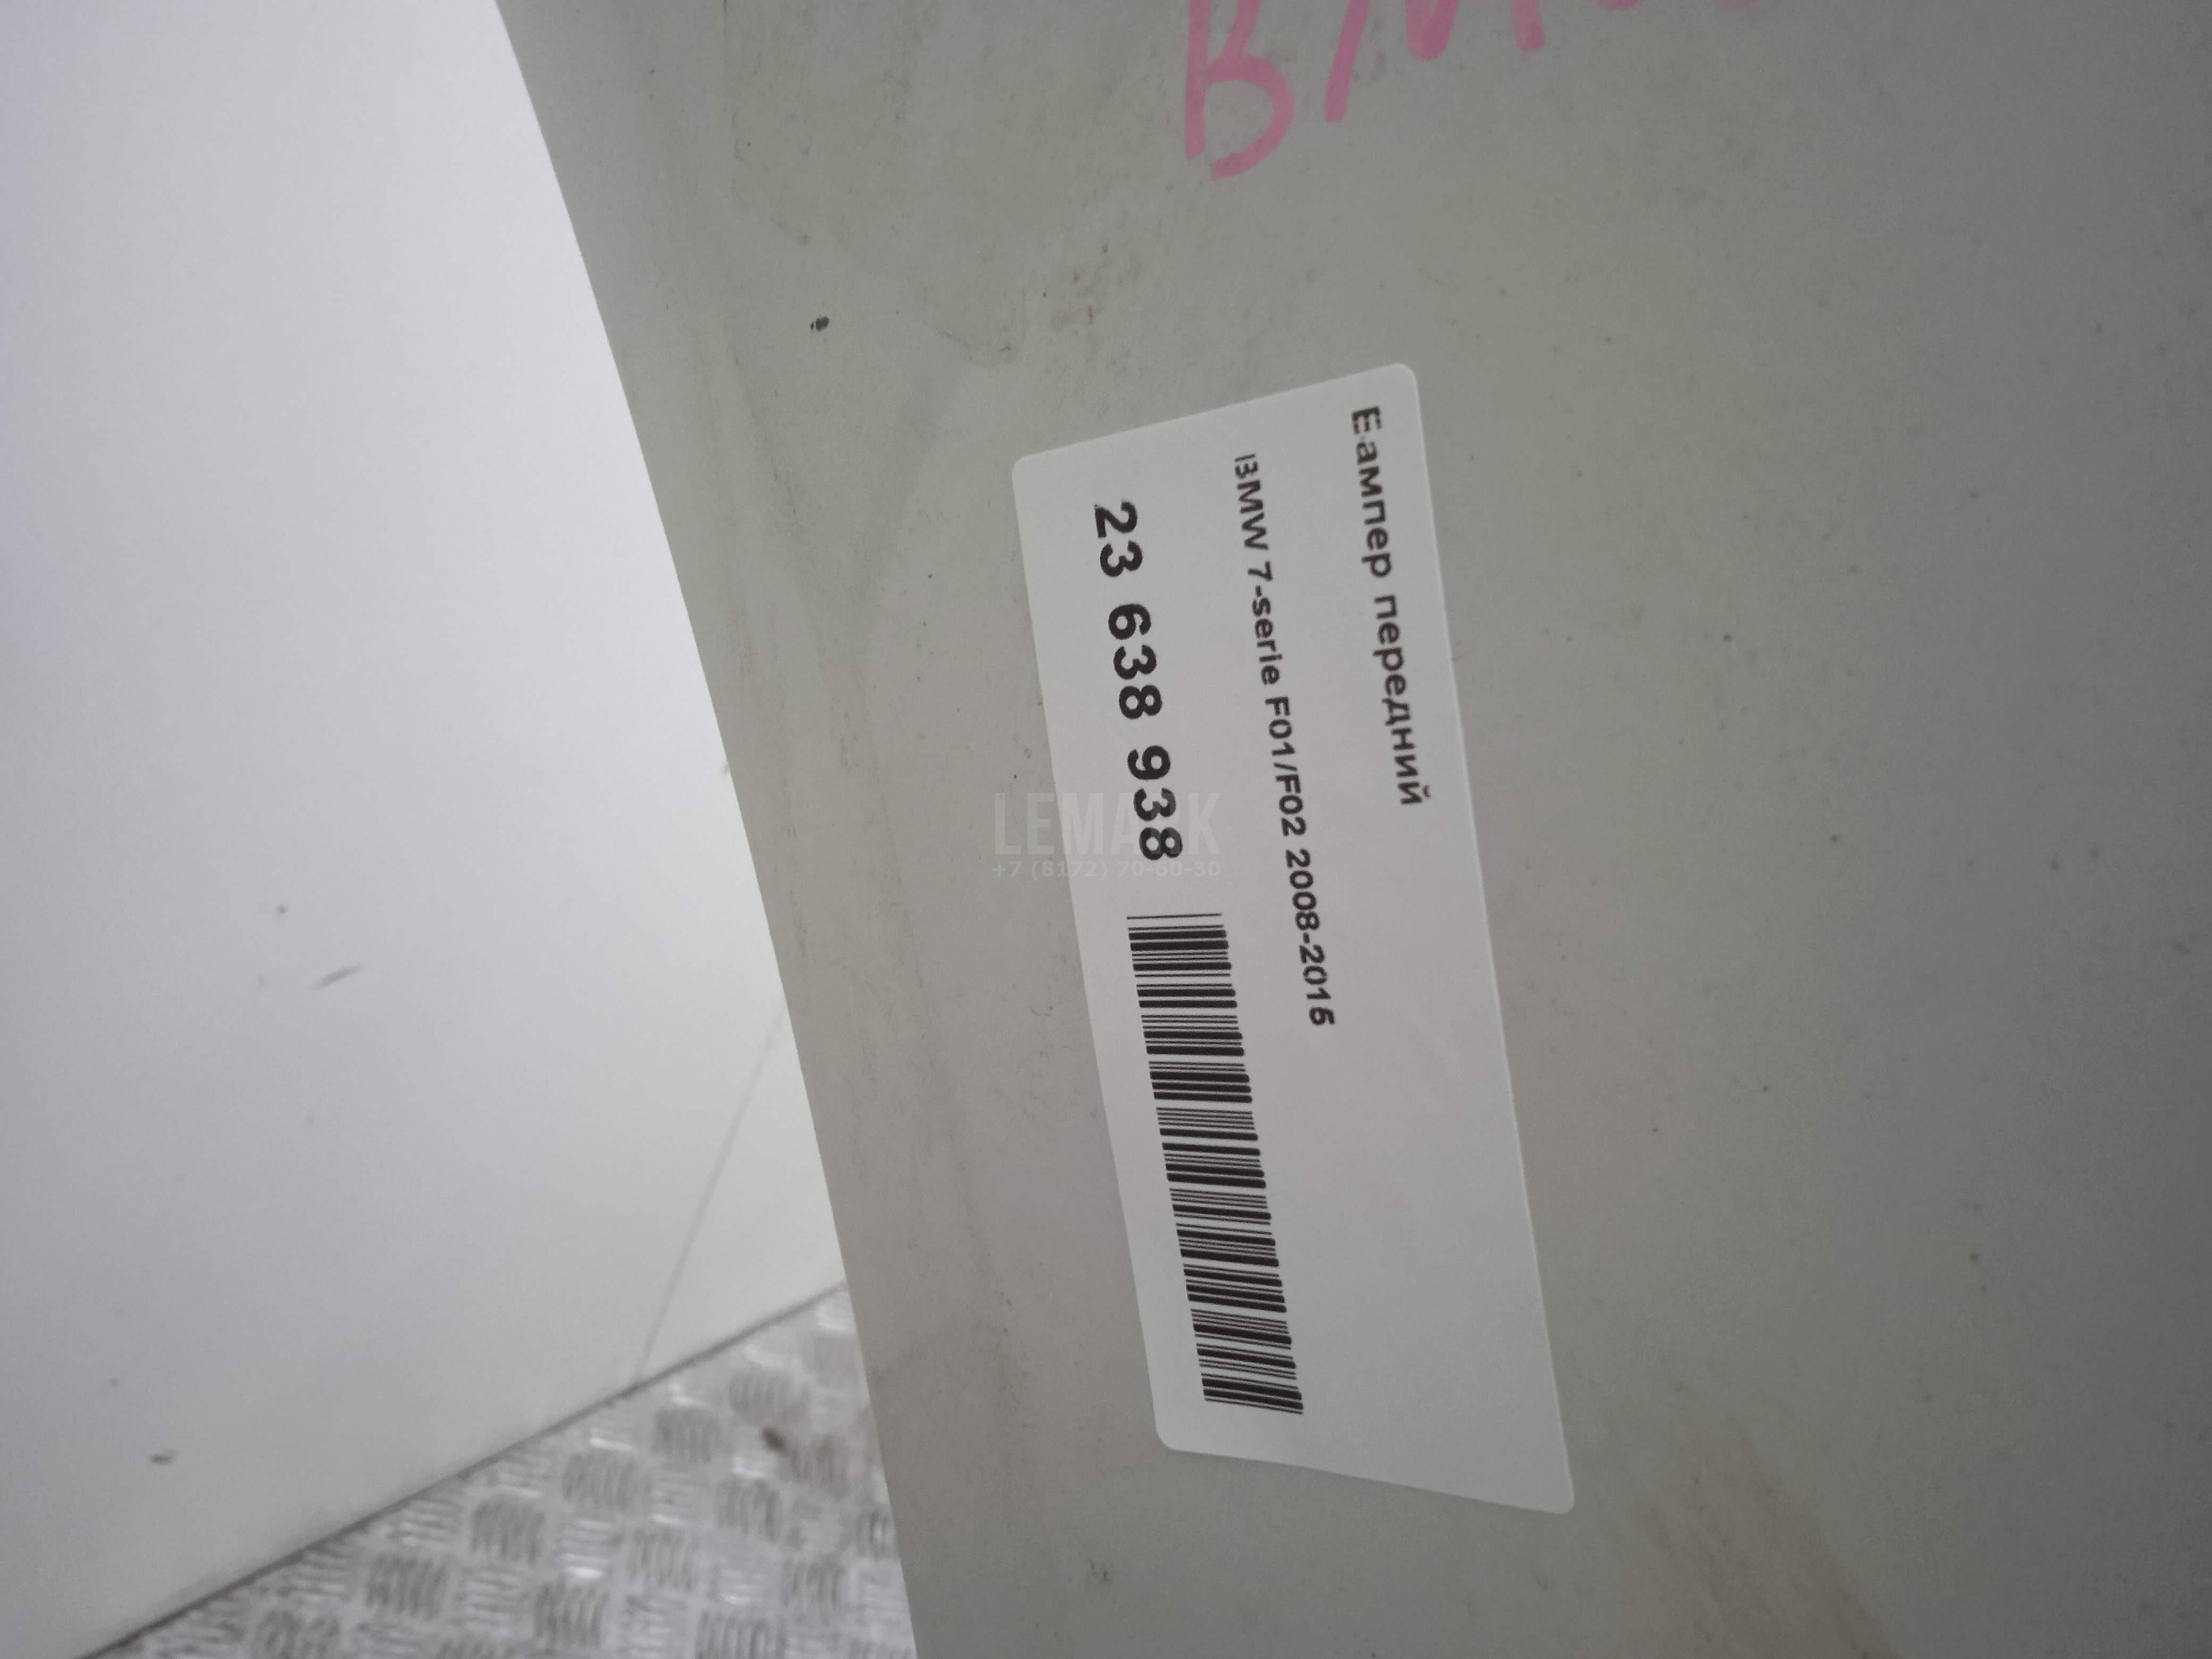 Бампер передний
BMW 7-serie F01/F02 2008-2015
23 638 938
LEMARK
+7 (8172) 70-60-30